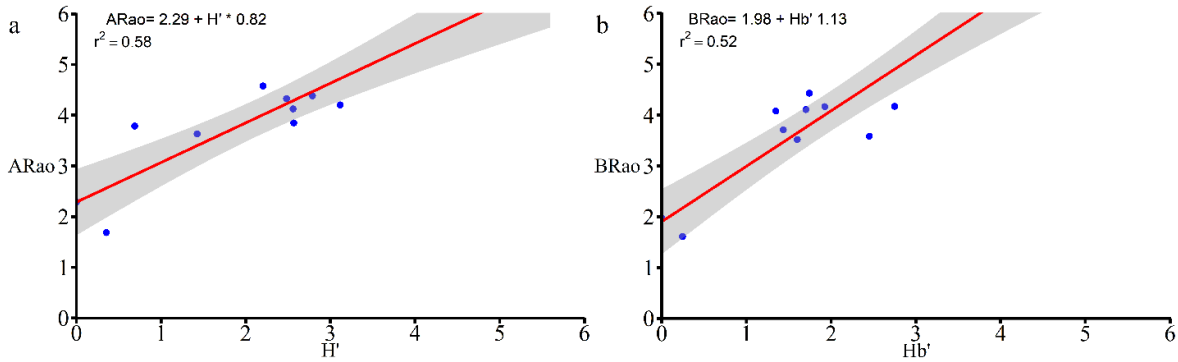 a
ARao= 2.29 + H' * 0.82
r² = 0.58
6
5
4
ARao 3
2
1
0
0 1 2 3 4 5 6
H'
b
BRao= 1.98 + Hb' 1.13
r² = 0.52
6
5
4
BRao 3
2
1
0
0 1 2 3 4 5 6
Hb'